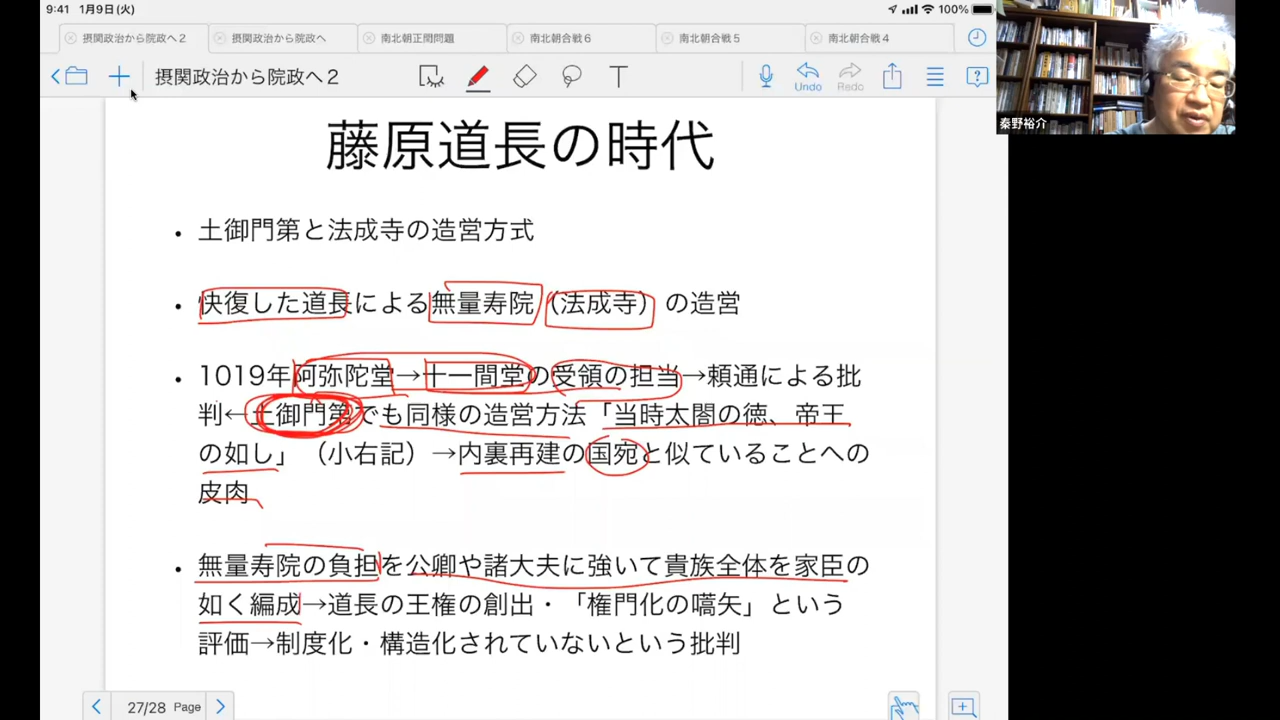 9:41 1月9日(火)
100%
摂関政治から院政へ2
摂関政治から院政へ
南北朝正閏問題
南北朝合戦6
南北朝合戦5
南北朝合戦4
摂関政治から院政へ2
Undo
Redo
秦野裕介
藤原道長の時代
• 土御門第と法成寺の造営方式
• 快復した道長による無量寿院（法成寺）の造営
• 1019年阿弥陀堂→十一間堂の受領の担当→頼通による批
判←土御門第でも同様の造営方法「当時太閤の徳、帝王
の如し」（小右記）→内裏再建の国宛と似ていることへの
皮肉
• 無量寿院の負担を公卿や諸大夫に強いて貴族全体を家臣の
如く編成→道長の王権の創出・「権門化の嚆矢」という
評価→制度化・構造化されていないという批判
27/28 Page